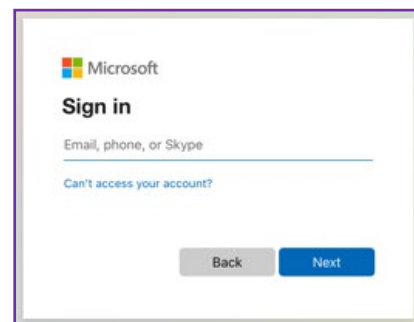 Microsoft
Sign in
Email, phone, or Skype
Can't access your account?
Back Next